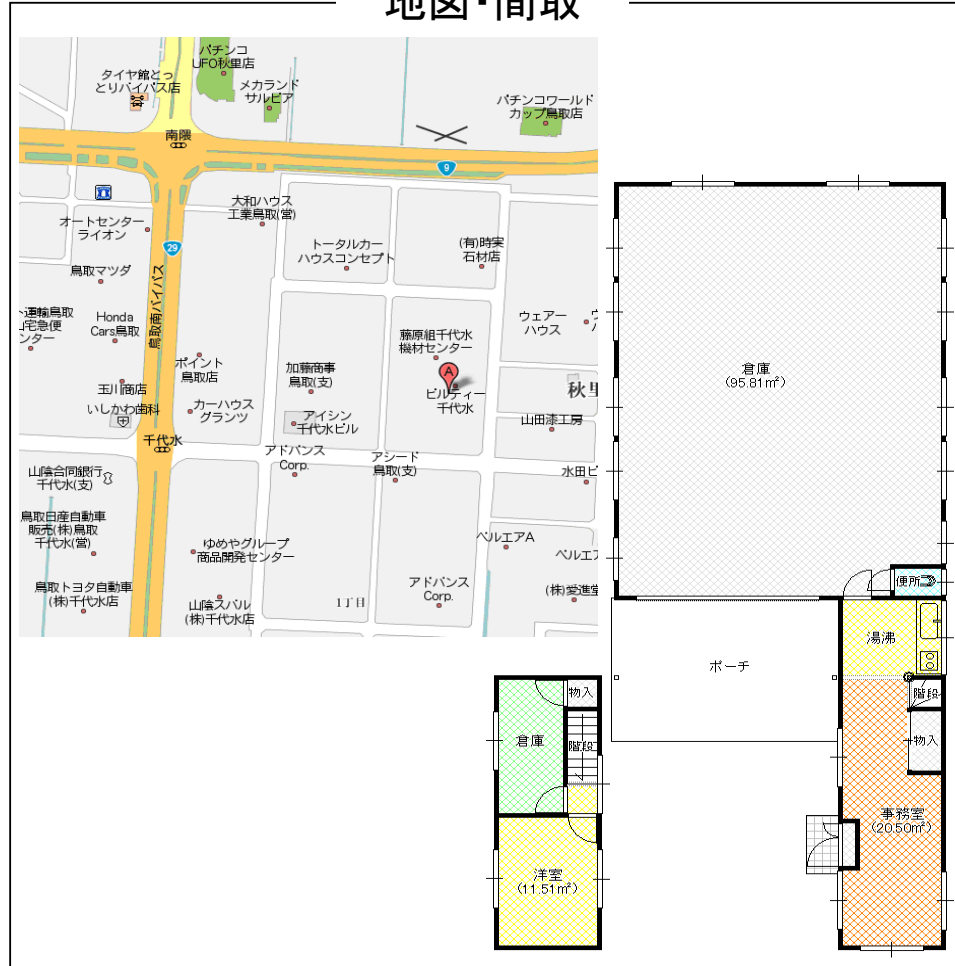 地図・間取
パチンコ
UFO秋里店
タイヤ館とっ
とりバイパス店
メカランド
サルビア
パチンコワールド
カップ鳥取店
南隈
9
大和ハウス
工業鳥取(営)
オートセンター
ライオン
29
トータルカー
ハウスコンセプト
(有)時実
石材店
鳥取マツダ
鳥取南バイパス
ト運輸鳥取
宅急便
ンター
Honda
Cars鳥取
ウェアー
ハウス
藤原組千代水
機材センター
ポイント
鳥取店
加藤商事
鳥取(支)
A
ビルティー
千代水
秋里
玉川商店
いしかわ歯科
カーハウス
グランツ
アイシン
千代水ビル
山田漆工房
千代水
アドバンス
Corp.
アシード
鳥取(支)
水田ビ
山陰合同銀行
千代水(支)
鳥取日産自動車
販売(株)鳥取
千代水(営)
ゆめやグループ
商品開発センター
ベルエアA
ベルエア
鳥取トヨタ自動車
(株)千代水店
山陰スバル
(株)千代水店
1丁目
アドバンス
Corp.
(株)愛進堂
倉庫
(95.81㎡)
便所
湯沸
ポーチ
階段
物入
事務室
(20.50㎡)
物入
倉庫
階段
洋室
(11.51㎡)